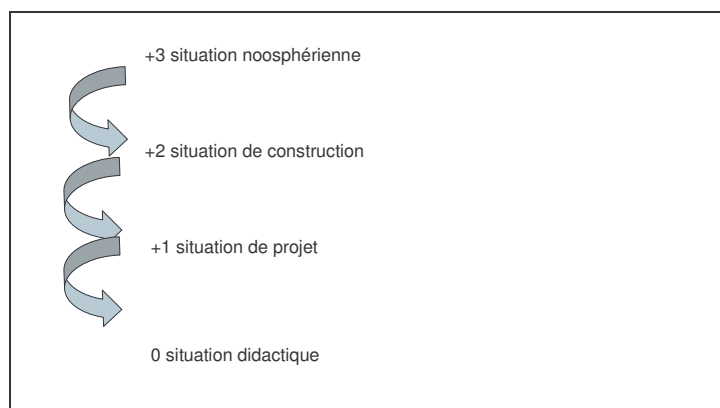 +3 situation noosphérienne
+2 situation de construction
+1 situation de projet
0 situation didactique